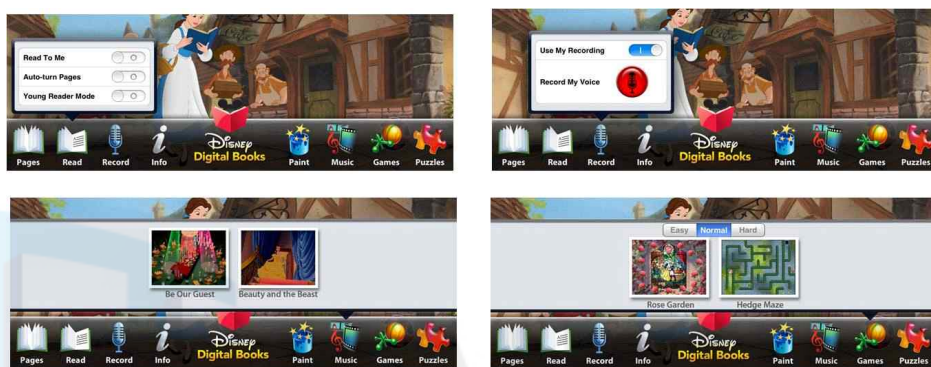 Read To Me
Auto-turn Pages
Young Reader Mode
Pages Read Record Info Disney Digital Books Paint Music Games Puzzles
Use My Recording
Record My Voice
Pages Read Record Info Disney Digital Books Paint Music Games Puzzles
Be Our Guest Beauty and the Beast
Pages Read Record Info Disney Digital Books Paint Music Games Puzzles
Easy Normal Hard
Rose Garden Hedge Maze
Pages Read Record Info Disney Digital Books Paint Music Games Puzzles